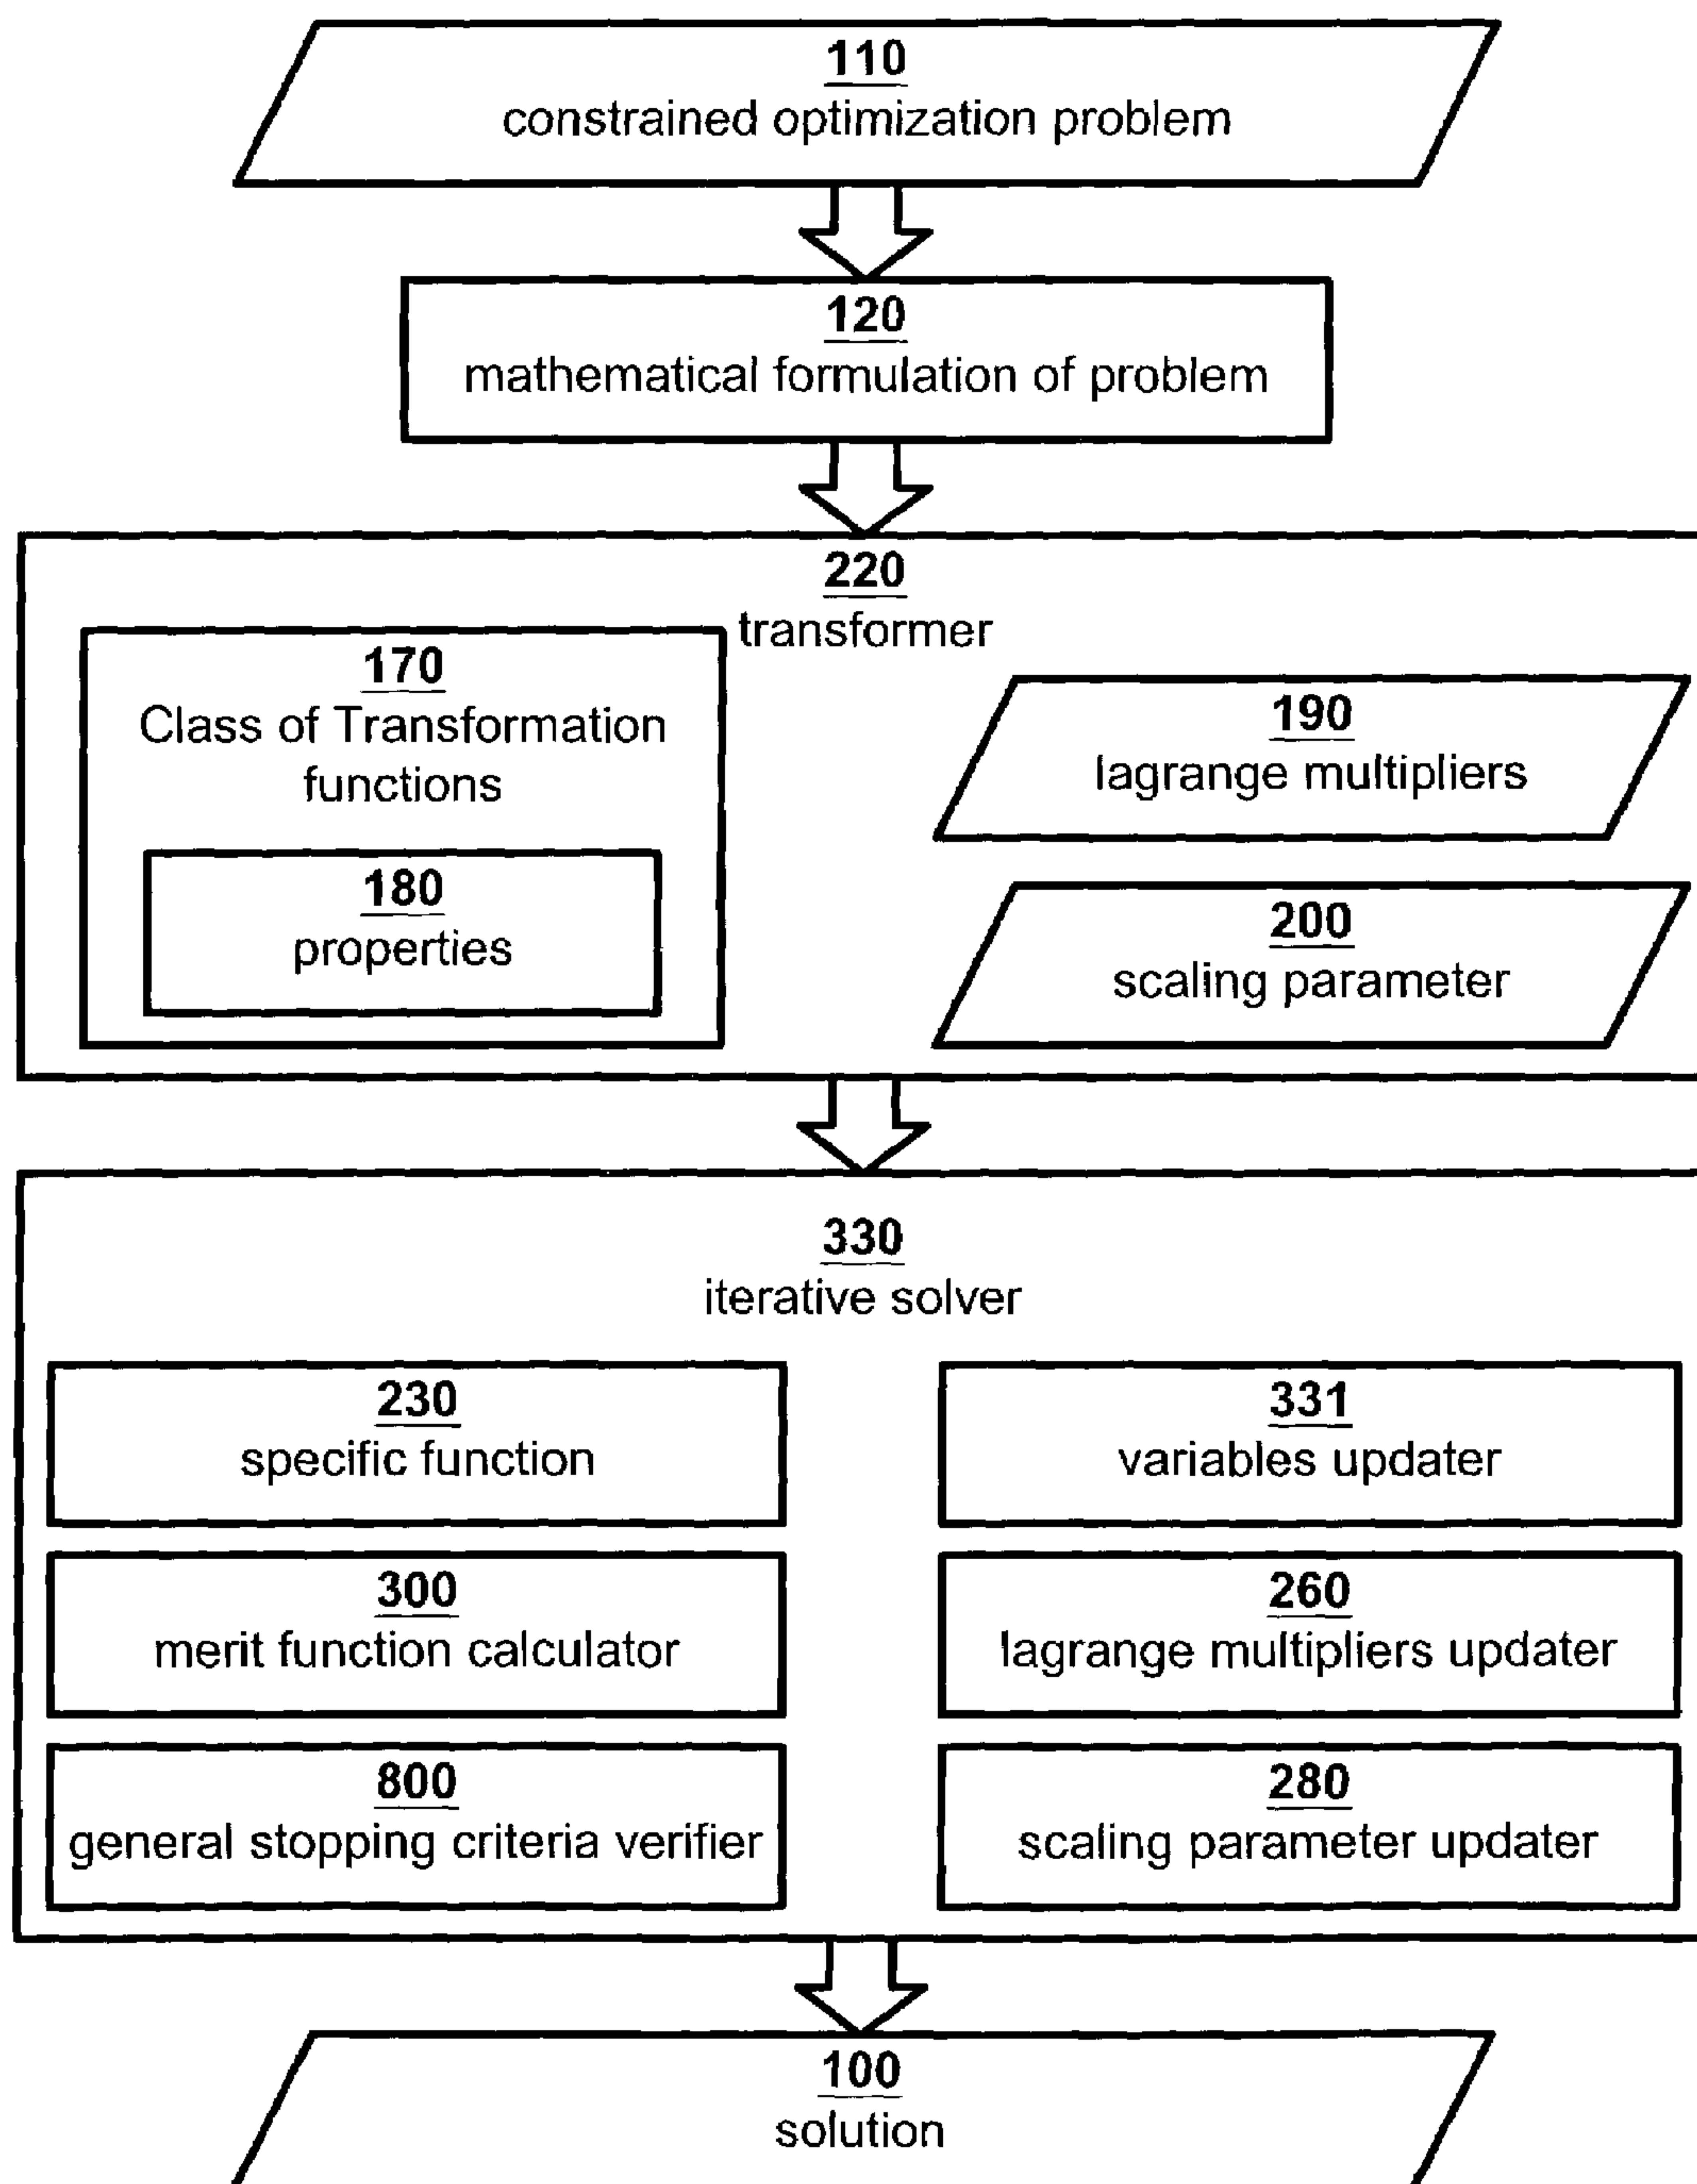 110
constrained optimization problem
120
mathematical formulation of problem
220
transformer
170
Class of Transformation
functions
180
properties
190
lagrange multipliers
200
scaling parameter
330
iterative solver
230
specific function
331
variables updater
300
merit function calculator
260
lagrange multipliers updater
800
general stopping criteria verifier
280
scaling parameter updater
100
solution